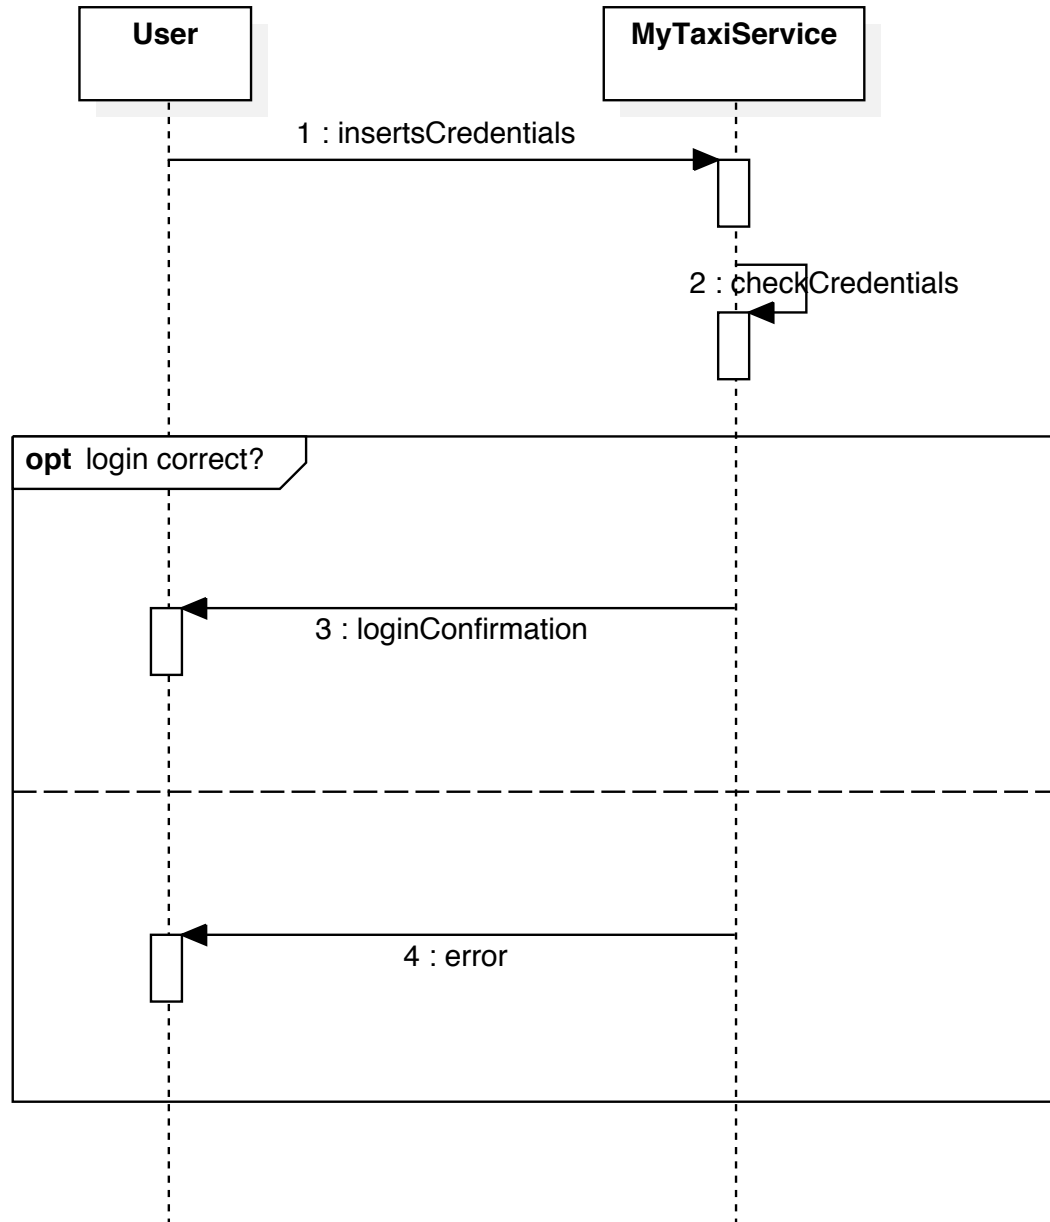 User
MyTaxiService
1 : insertsCredentials
2 : checkCredentials
opt login correct?
3 : loginConfirmation
4 : error